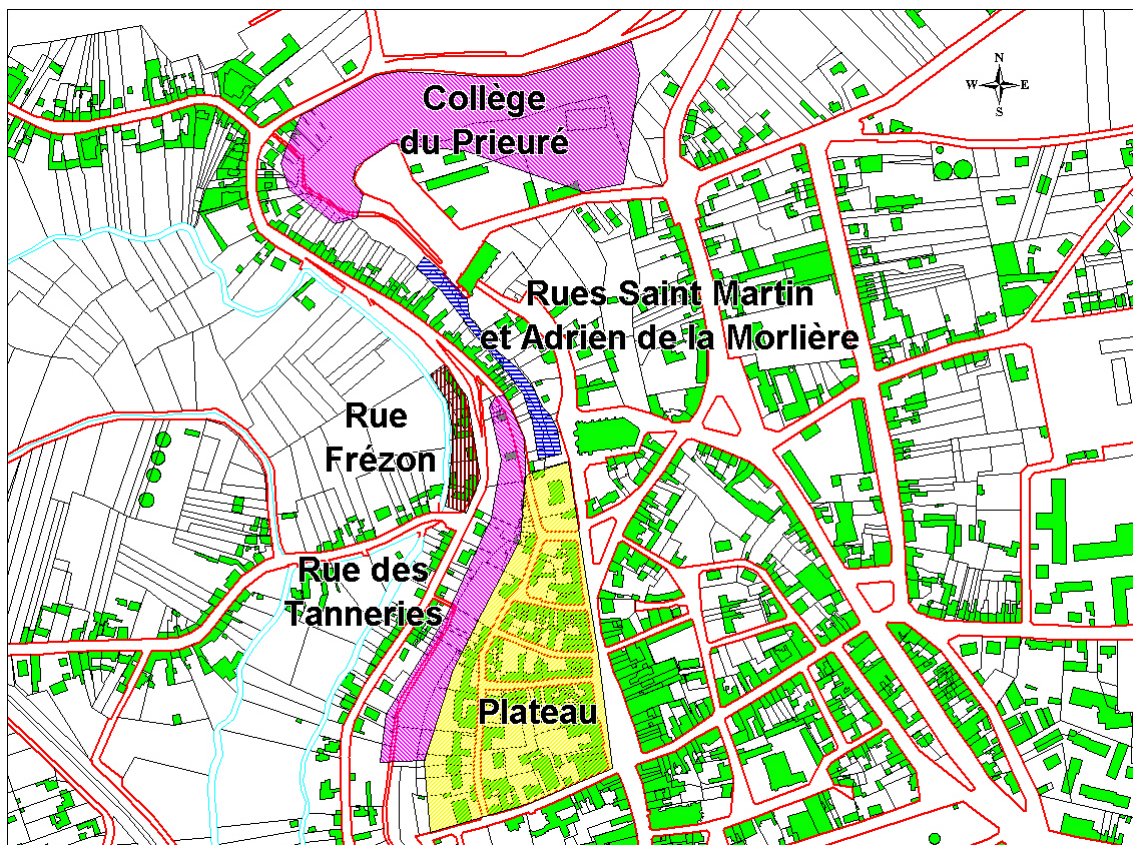 N
W E
S
Collège
du Prieuré
Rues Saint Martin
et Adrien de la Morlière
Rue
Frézon
Rue des
Tanneries
Plateau